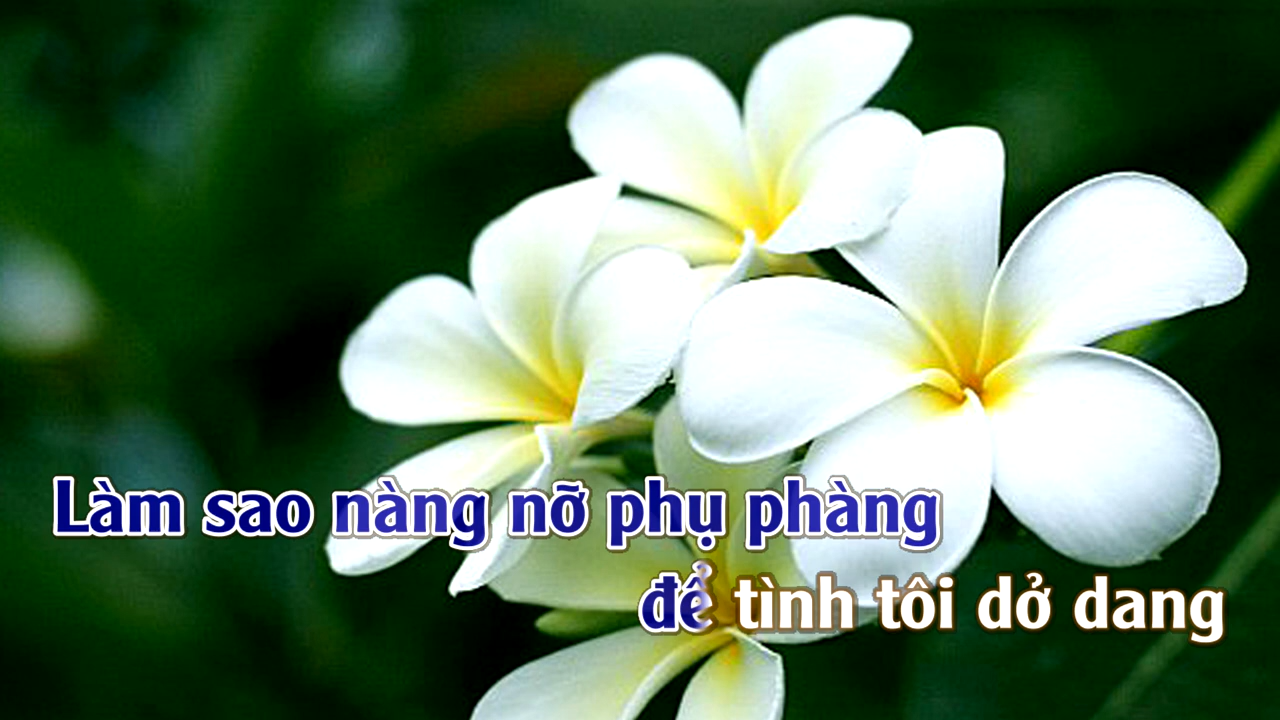 Làm sao nàng nỡ phụ phàng
để tình tôi dở dang